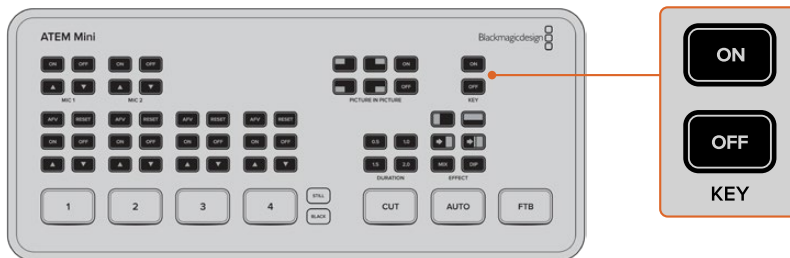 ATEM Mini
Blackmagicdesign
ON OFF ON OFF ON ON
▲ ▼ ▲ ▼ OFF OFF
MIC 1 MIC 2 PICTURE IN PICTURE KEY
AFV RESET AFV RESET AFV RESET AFV RESET
ON OFF ON OFF ON OFF ON OFF 0.5 1.0
▲ ▼ ▲ ▼ ▲ ▼ ▲ ▼ 1.5 2.0 MIX DIP
DURATION EFFECT
1 2 3 4 STILL CUT AUTO FTB
BLACK
ON
OFF
KEY